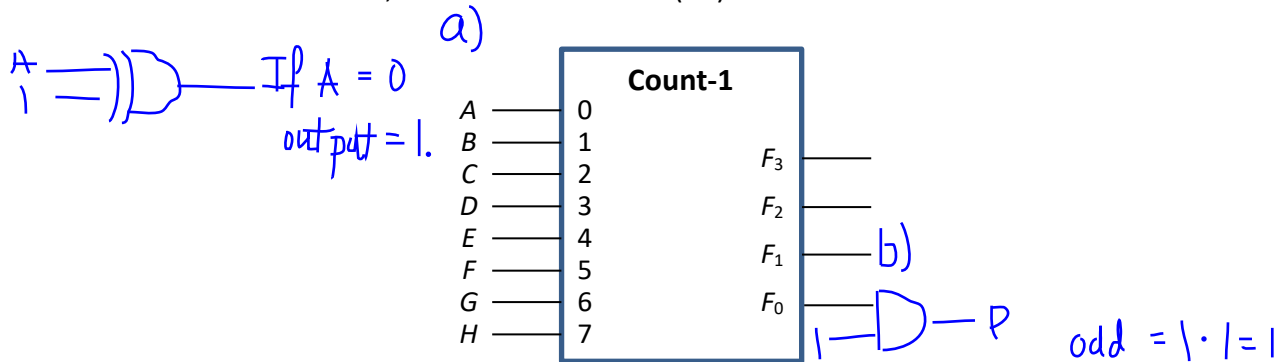 a)
A
1
If A = 0
output = 1.
Count-1
A 0
B 1
C 2
D 3
E 4
F 5
G 6
H 7
F3
F2
F1
F0
b)
1
P
odd = 1 · 1 = 1